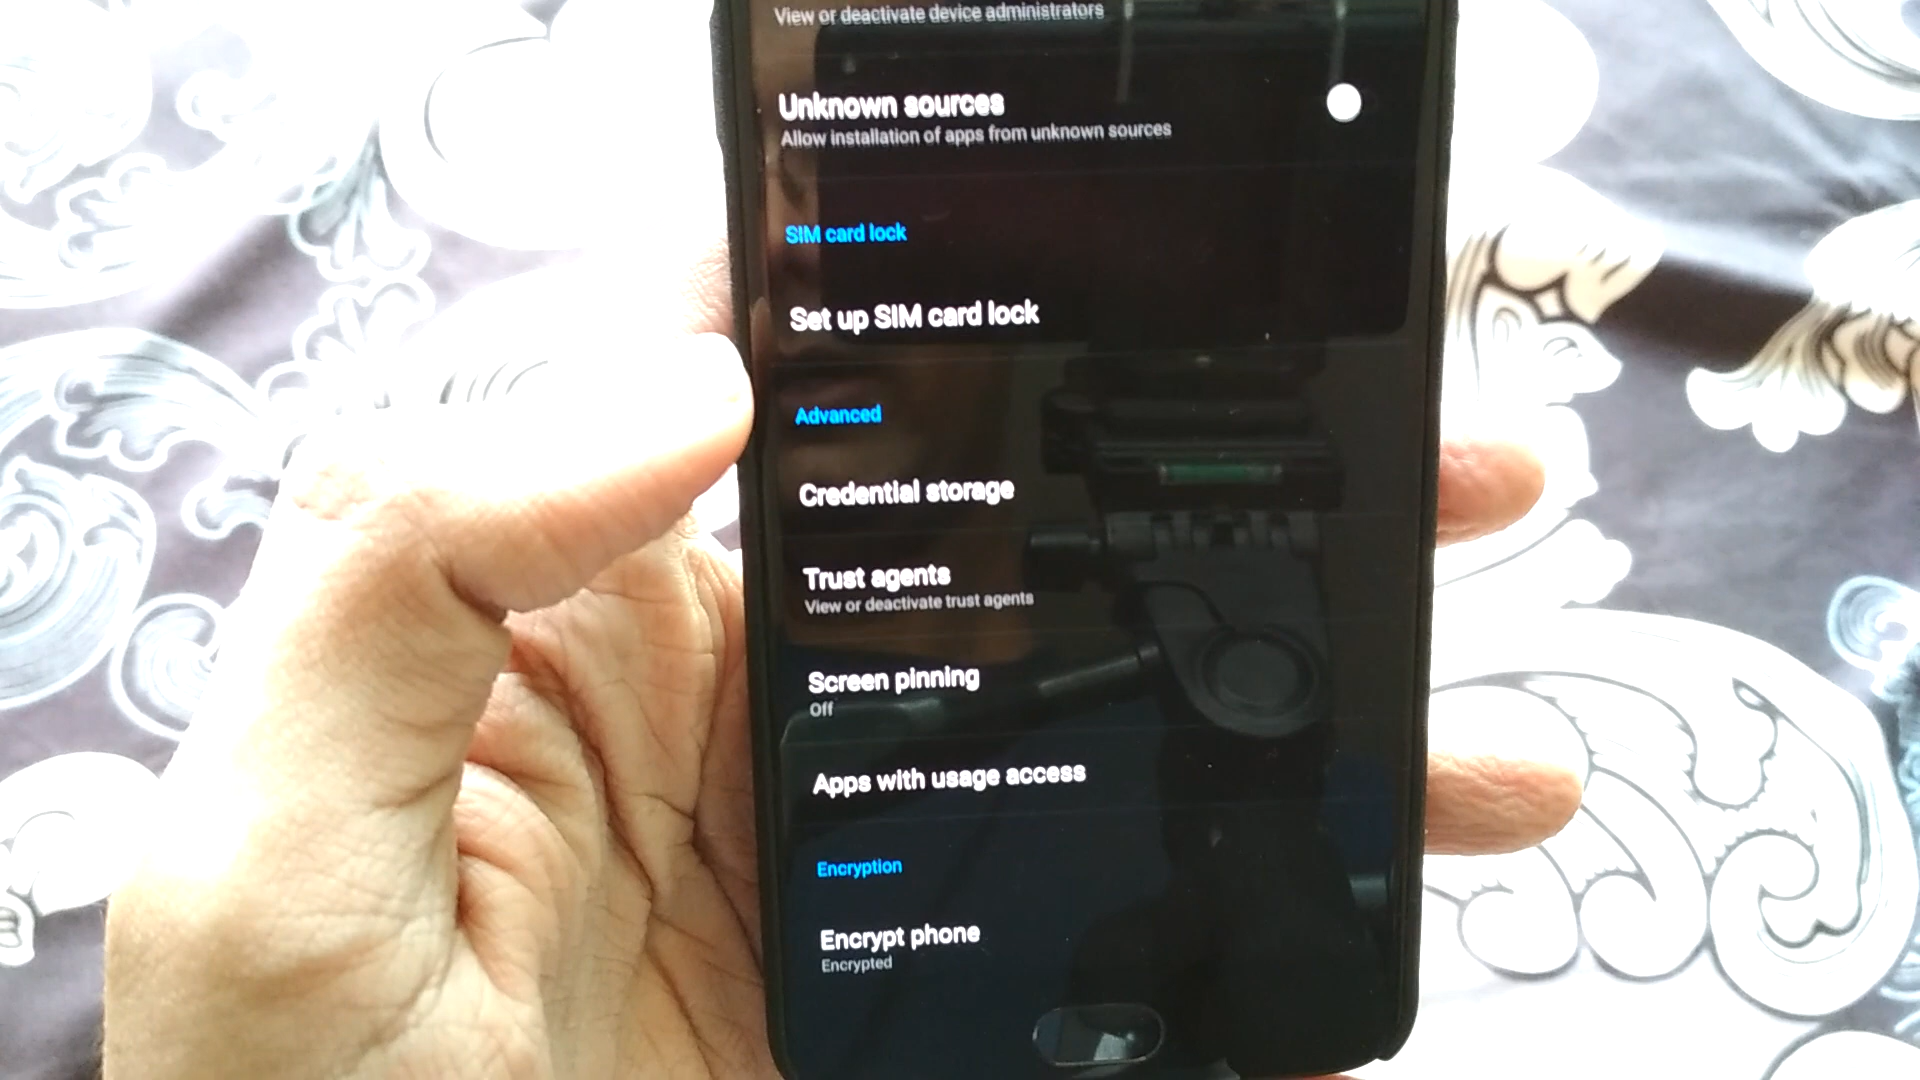 View or deactivate device administrators
Unknown sources
Allow installation of apps from unknown sources
SIM card lock
Set up SIM card lock
Advanced
Credential storage
Trust agents
View or deactivate trust agents
Screen pinning
Off
Apps with usage access
Encryption
Encrypt phone
Encrypted